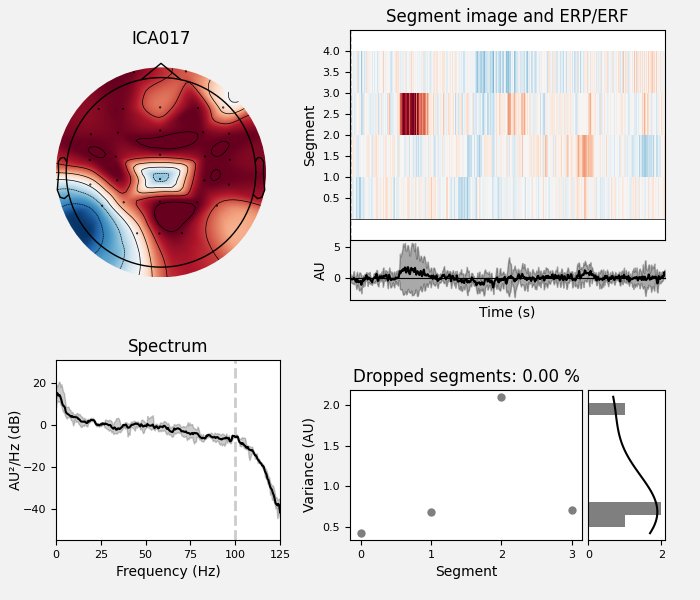 ICA017
Segment image and ERP/ERF
Segment
4.0
3.5
3.0
2.5
2.0
1.5
1.0
0.5
AU
5
0
Time (s)
Spectrum
AU²/Hz (dB)
20
0
−20
−40
0 25 50 75 100 125
Frequency (Hz)
Dropped segments: 0.00 %
Variance (AU)
2.0
1.5
1.0
0.5
0 1 2 3
Segment
0 2